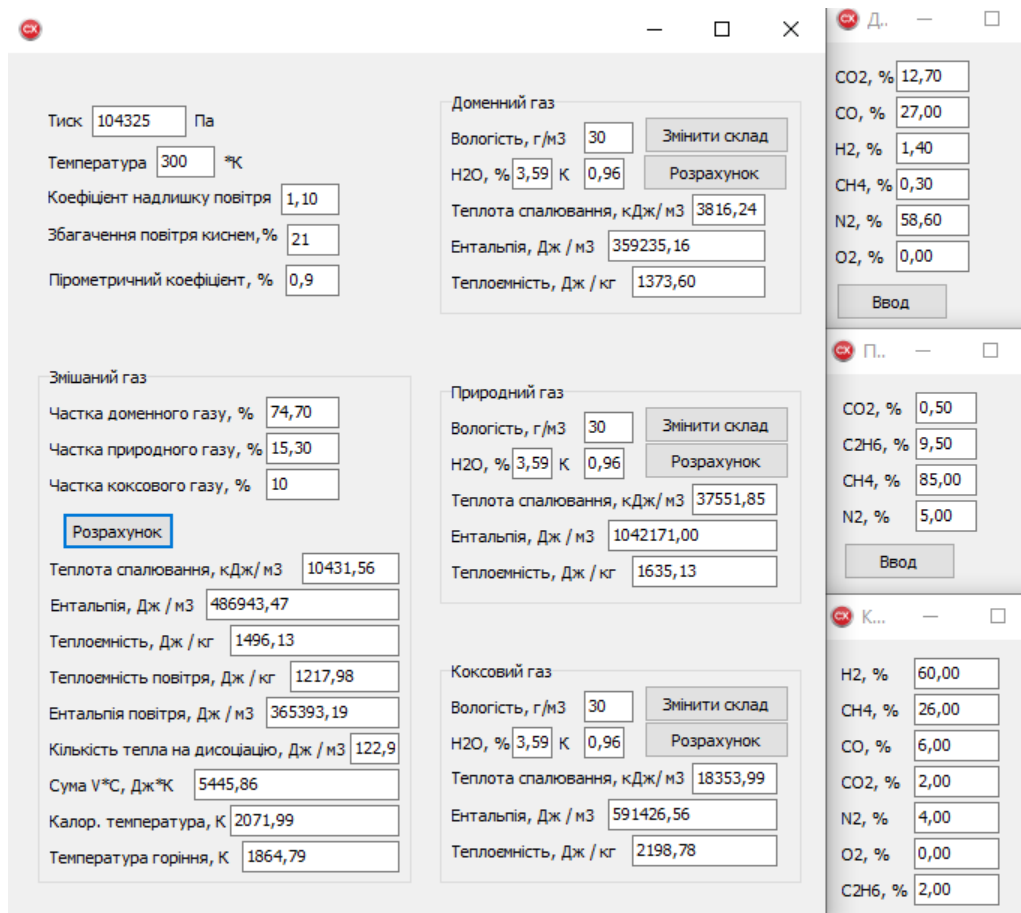 Тиск 104325 Па
Температура 300 *К
Коефіцієнт надлишку повітря 1,10
Збагачення повітря киснем,% 21
Пірометричний коефіцієнт, % 0,9
Змішаний газ
Частка доменного газу, % 74,70
Частка природного газу, % 15,30
Частка коксового газу, % 10
Розрахунок
Теплота спалювання, кДж/ м3 10431,56
Ентальпія, Дж / м3 486943,47
Теплоємність, Дж / кг 1496,13
Теплоємність повітря, Дж / кг 1217,98
Ентальпія повітря, Дж / м3 365393,19
Кількість тепла на дисоціацію, Дж / м3 122,9
Сума V*C, Дж*К 5445,86
Калор. температура, К 2071,99
Температура горіння, К 1864,79
Доменний газ
Вологість, г/м3 30 Змінити склад
H2O, % 3,59 К 0,96 Розрахунок
Теплота спалювання, кДж/ м3 3816,24
Ентальпія, Дж / м3 359235,16
Теплоємність, Дж / кг 1373,60
Природний газ
Вологість, г/м3 30 Змінити склад
H2O, % 3,59 К 0,96 Розрахунок
Теплота спалювання, кДж/ м3 37551,85
Ентальпія, Дж / м3 1042171,00
Теплоємність, Дж / кг 1635,13
Коксовий газ
Вологість, г/м3 30 Змінити склад
H2O, % 3,59 К 0,96 Розрахунок
Теплота спалювання, кДж/ м3 18353,99
Ентальпія, Дж / м3 591426,56
Теплоємність, Дж / кг 2198,78
Д..
CO2, % 12,70
CO, % 27,00
H2, % 1,40
CH4, % 0,30
N2, % 58,60
O2, % 0,00
Ввод
П..
CO2, % 0,50
C2H6, % 9,50
CH4, % 85,00
N2, % 5,00
Ввод
К...
H2, % 60,00
CH4, % 26,00
CO, % 6,00
CO2, % 2,00
N2, % 4,00
O2, % 0,00
C2H6, % 2,00